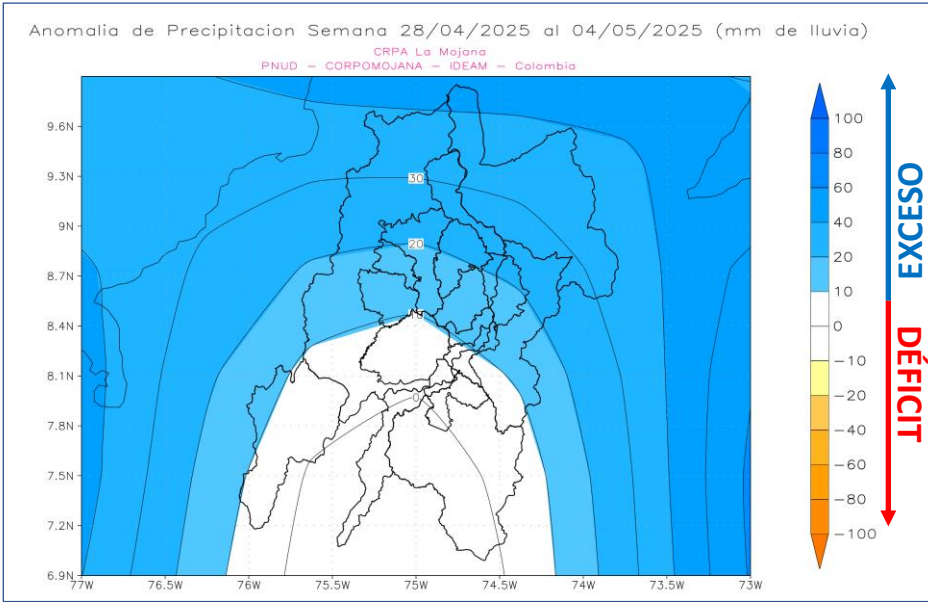 Anomalia de Precipitacion Semana 28/04/2025 al 04/05/2025 (mm de lluvia)
CRPA La Mojana
PNUD – CORPOMOJANA – IDEAM – Colombia
9.6N
9.3N
9N
8.7N
8.4N
8.1N
7.8N
7.5N
7.2N
6.9N
77W
76.5W
76W
75.5W
75W
74.5W
74W
73.5W
73W
30
20
0
100
80
60
40
20
10
0
−10
−20
−40
−60
−80
−100
EXCESO
DÉFICIT